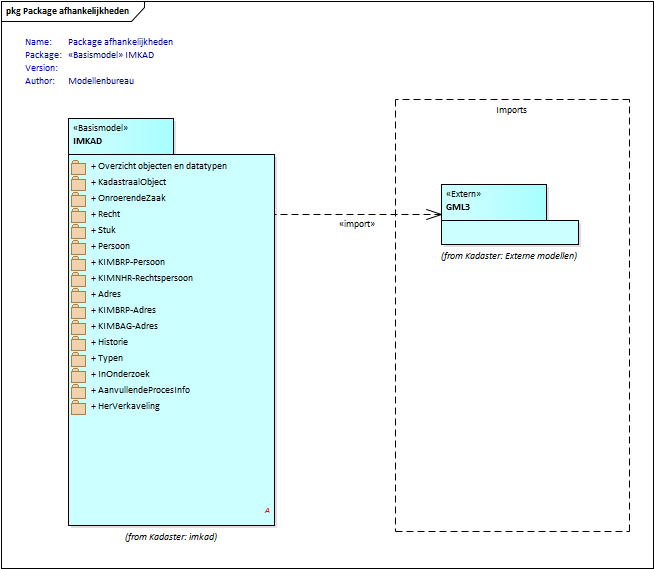 pkg Package afhankelijkheden
Name: Package afhankelijkheden
Package: «Basismodel» IMKAD
Version:
Author: Modellenbureau
«Basismodel»
IMKAD
+ Overzicht objecten en datatypen
+ KadastraalObject
+ OnroerendeZaak
+ Recht
+ Stuk
+ Persoon
+ KIMBRP-Persoon
+ KIMNHR-Rechtspersoon
+ Adres
+ KIMBRP-Adres
+ KIMBAG-Adres
+ Historie
+ Typen
+ InOnderzoek
+ AanvullendeProcesInfo
+ HerVerkaveling
A
(from Kadaster: imkad)
«import»
Imports
«Extern»
GML3
(from Kadaster: Externe modellen)